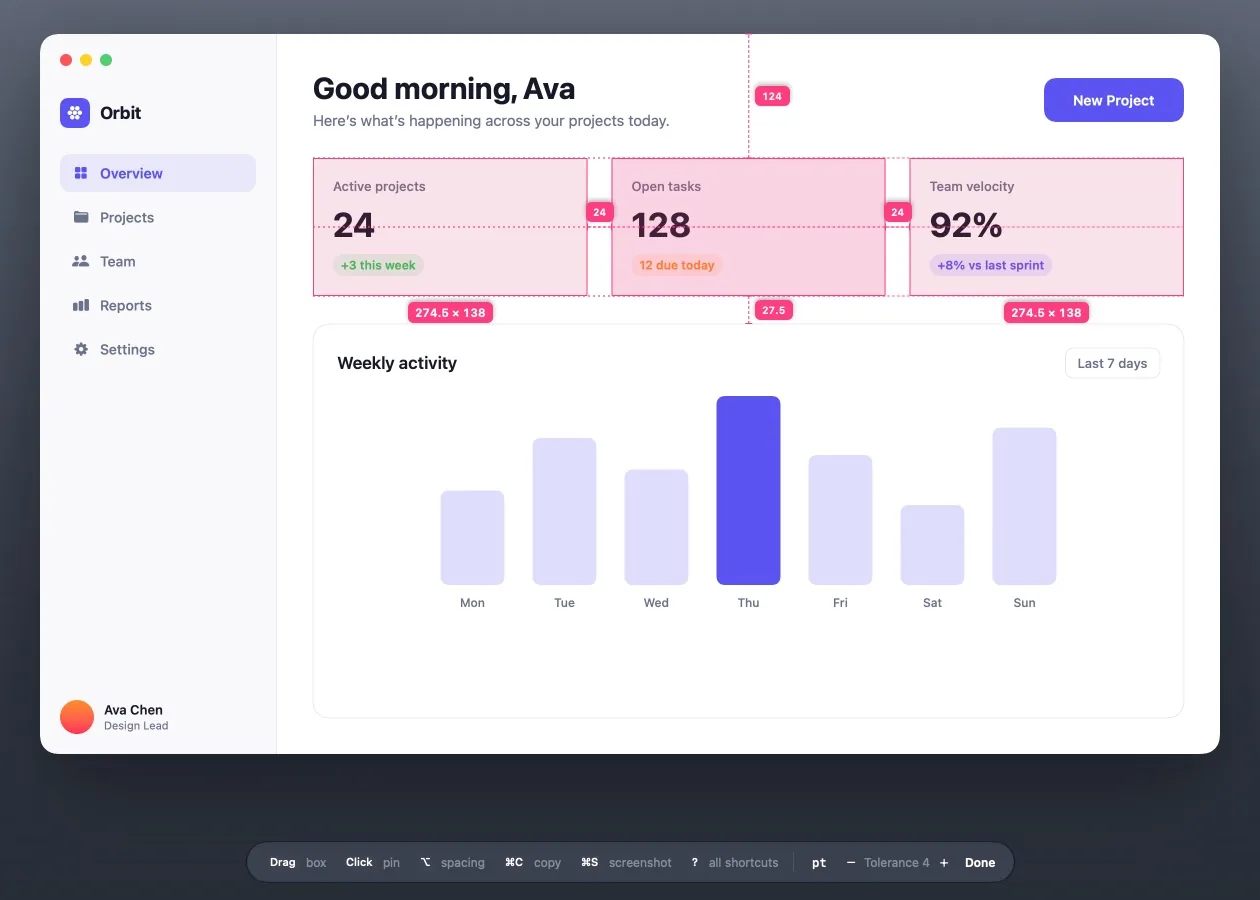 Orbit
Overview
Projects
Team
Reports
Settings
Ava Chen
Design Lead
Good morning, Ava
Here’s what’s happening across your projects today.
124
New Project
Active projects
24
+3 this week
24
Open tasks
128
12 due today
24
Team velocity
92%
+8% vs last sprint
274.5 × 138
27.5
274.5 × 138
Weekly activity
Last 7 days
Mon Tue Wed Thu Fri Sat Sun
Drag box Click pin ⌥ spacing ⌘C copy ⌘S screenshot ? all shortcuts pt − Tolerance 4 + Done